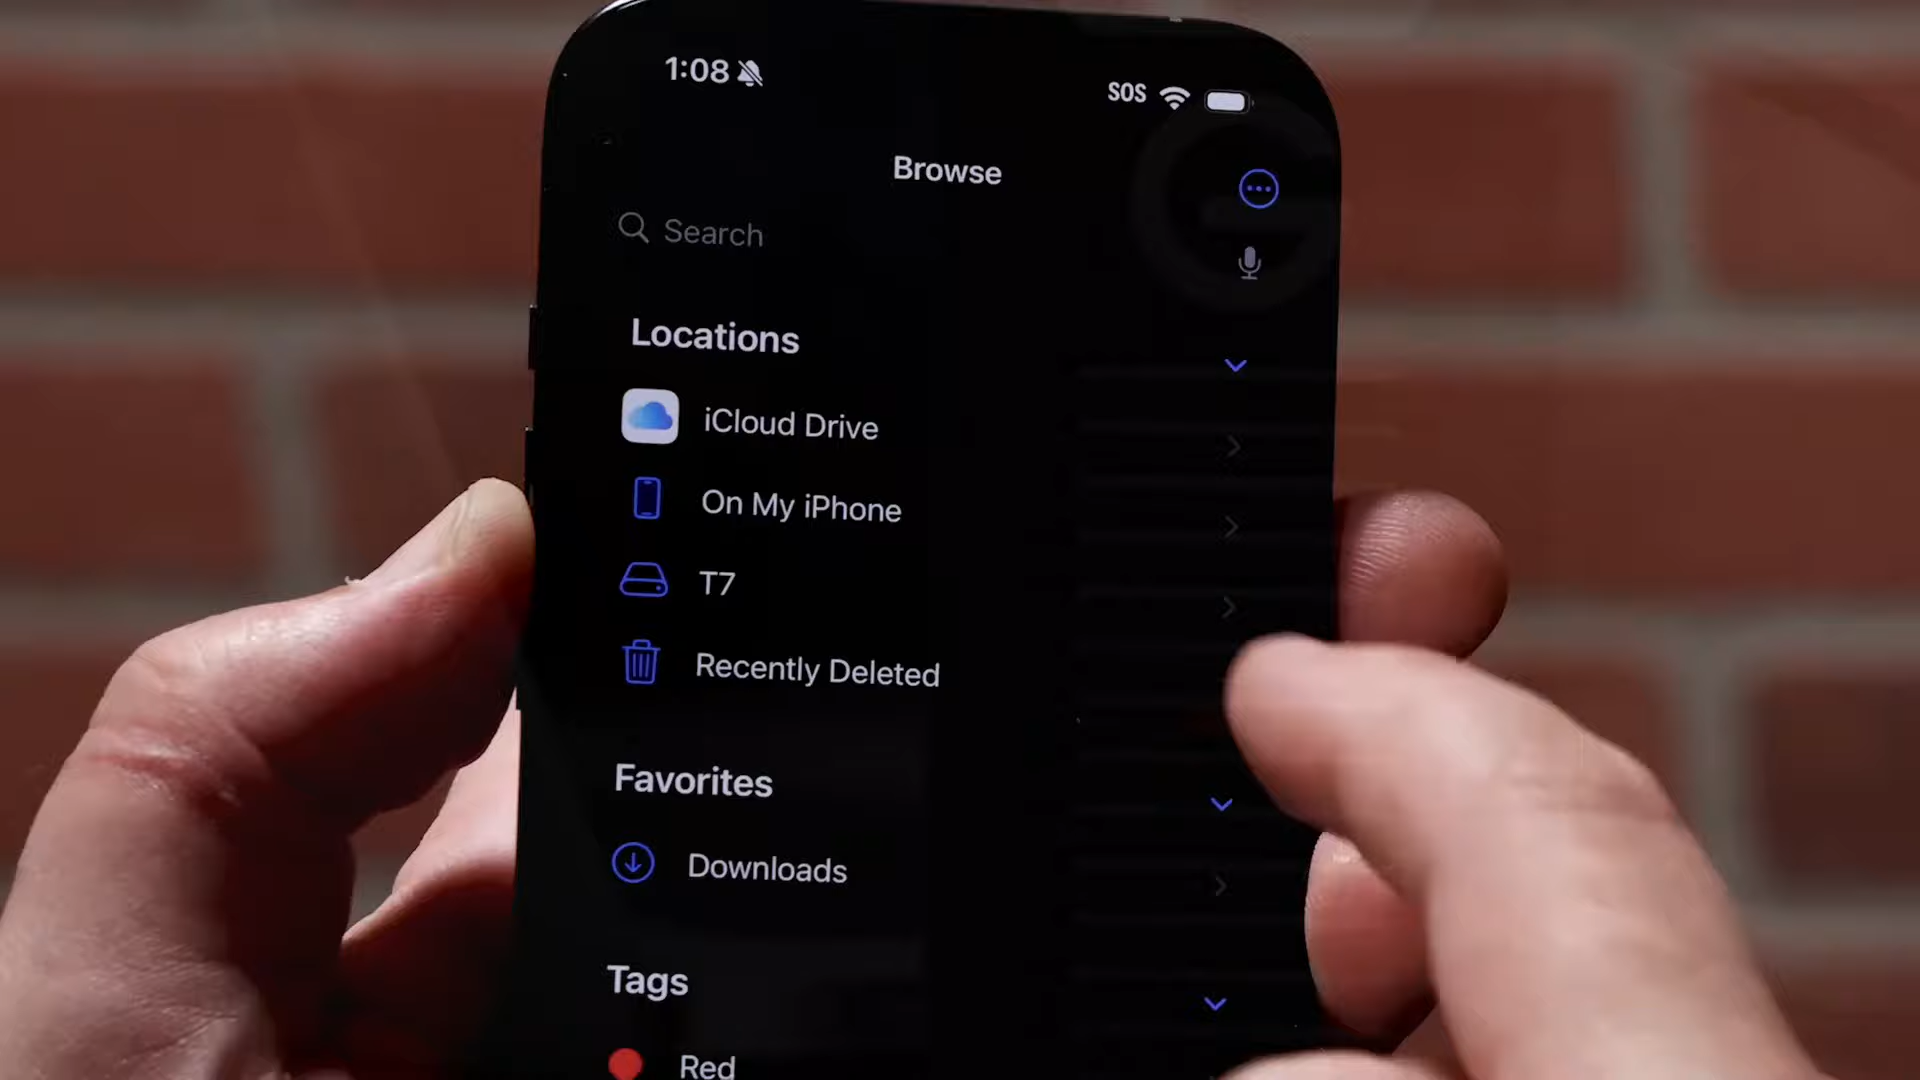 1:08
SOS
Browse
Search
Locations
iCloud Drive
On My iPhone
T7
Recently Deleted
Favorites
Downloads
Tags
Red